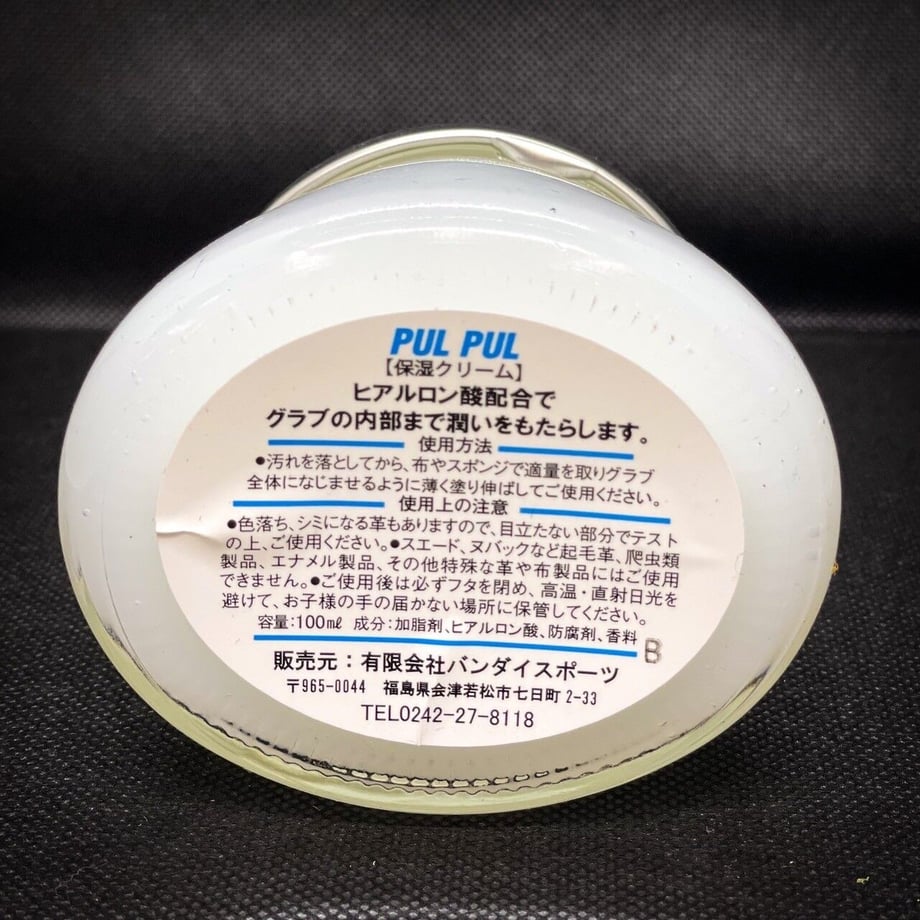 PUL PUL
【保湿クリーム】
ヒアルロン酸配合で
グラブの内部まで潤いをもたらします。
使用方法
●汚れを落としてから、布やスポンジで適量を取りグラブ
全体になじませるように薄く塗り伸ばしてご使用ください。
使用上の注意
●色落ち、シミになる革もありますので、目立たない部分でテスト
の上、ご使用ください。●スエード、ヌバックなど起毛革、爬虫類
製品、エナメル製品、その他特殊な革や布製品にはご使用
できません。●ご使用後は必ずフタを閉め、高温・直射日光を
避けて、お子様の手の届かない場所に保管してください。
容量:100mℓ 成分:加脂剤、ヒアルロン酸、防腐剤、香料
B
販売元：有限会社バンダイスポーツ
〒965-0044 福島県会津若松市七日町2-33
TEL0242-27-8118